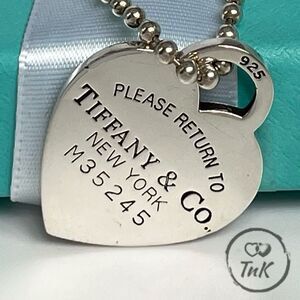 925
PLEASE RETURN TO
TIFFANY & CO.
NEW YORK
M35245
TnK